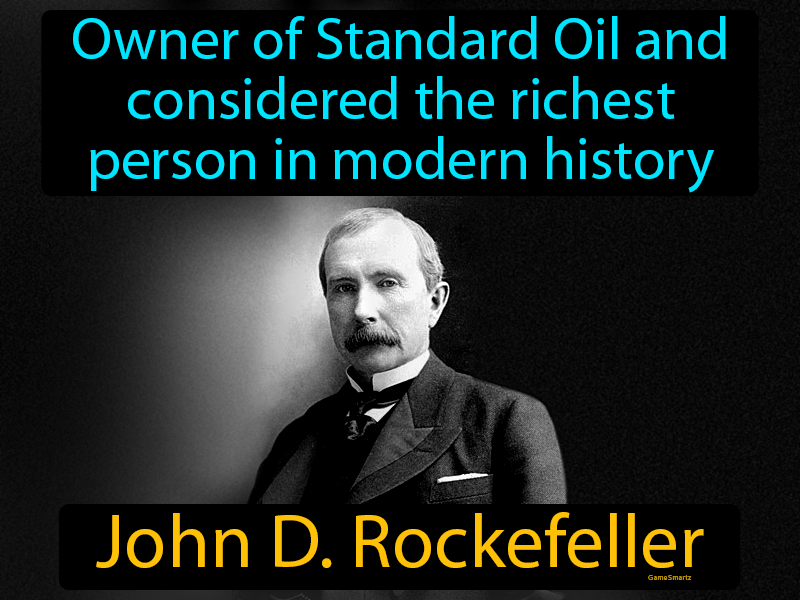 Owner of Standard Oil and
considered the richest
person in modern history
John D. Rockefeller
GameSmartz